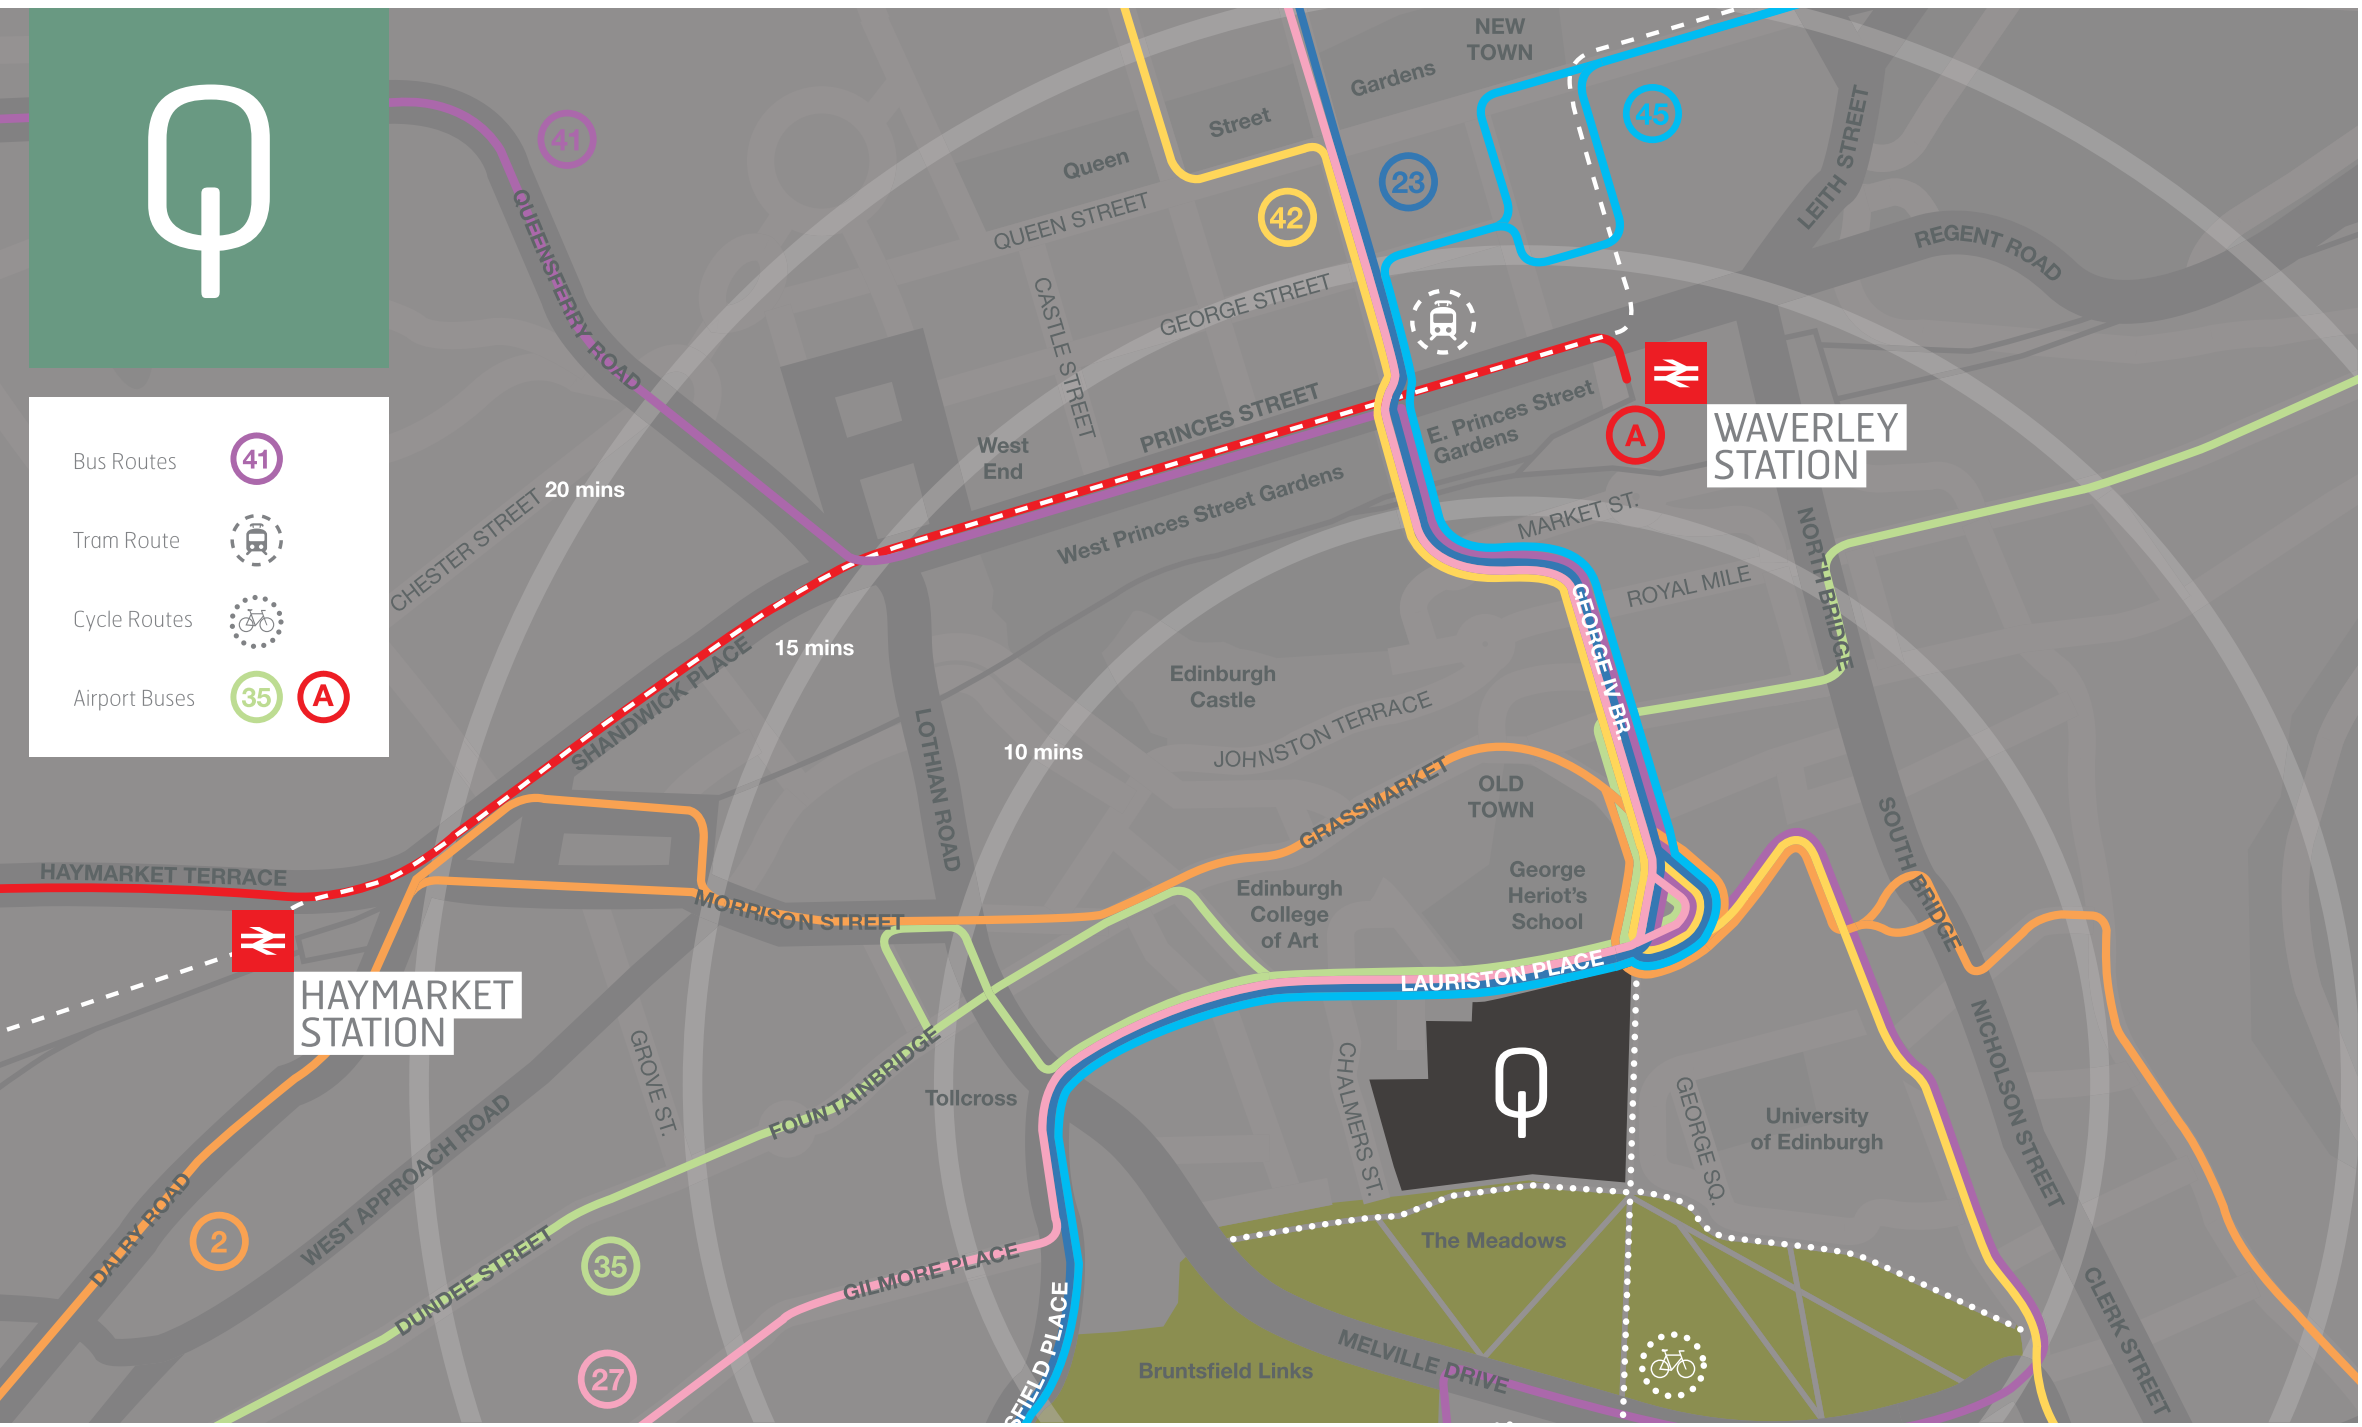 NEW
TOWN
Gardens
Street
Queen
41
45
23
42
QUEEN STREET
LEITH STREET
REGENT ROAD
QUEENSFERRY ROAD
CASTLE STREET
GEORGE STREET
PRINCES STREET
E. Princes Street
Gardens
A
WAVERLEY
STATION
Bus Routes
41
Tram Route
Cycle Routes
Airport Buses
35
A
West
End
CHESTER STREET
20 mins
West Princes Street Gardens
MARKET ST.
NORTH BRIDGE
ROYAL MILE
GEORGE IV BR.
15 mins
SHANDWICK PLACE
Edinburgh
Castle
JOHNSTON TERRACE
10 mins
LOTHIAN ROAD
GRASSMARKET
OLD
TOWN
SOUTH BRIDGE
HAYMARKET TERRACE
MORRISON STREET
Edinburgh
College
of Art
George
Heriot's
School
LAURISTON PLACE
HAYMARKET
STATION
GROVE ST.
FOUNTAINBRIDGE
Tollcross
CHALMERS ST.
GEORGE SQ.
University
of Edinburgh
NICHOLSON STREET
WEST APPROACH ROAD
DALRY ROAD
2
DUNDEE STREET
35
GILMORE PLACE
The Meadows
27
SFIELD PLACE
Bruntsfield Links
MELVILLE DRIVE
CLERK STREET